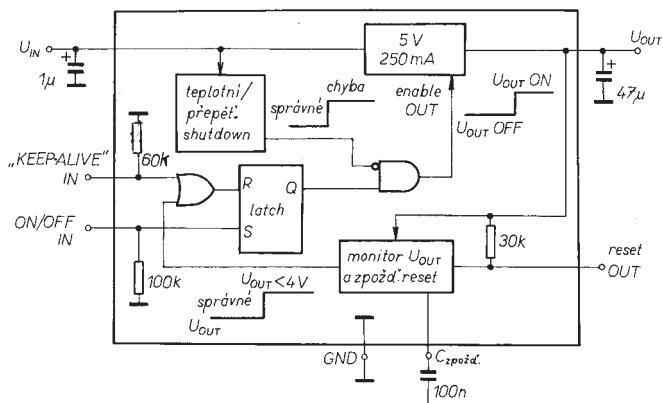 U_IN
1µ
5 V
250 mA
U_OUT
47µ
teplotní/
přepěť.
shutdown
správné
chyba
enable
OUT
U_OUT ON
U_OUT OFF
60k
„KEEP-ALIVE"
IN
R
Q
latch
S
ON/OFF
IN
100k
30k
monitor U_OUT
a zpožď. reset
reset
OUT
U_OUT<4V
správné
U_OUT
GND
C_zpožď.
100n